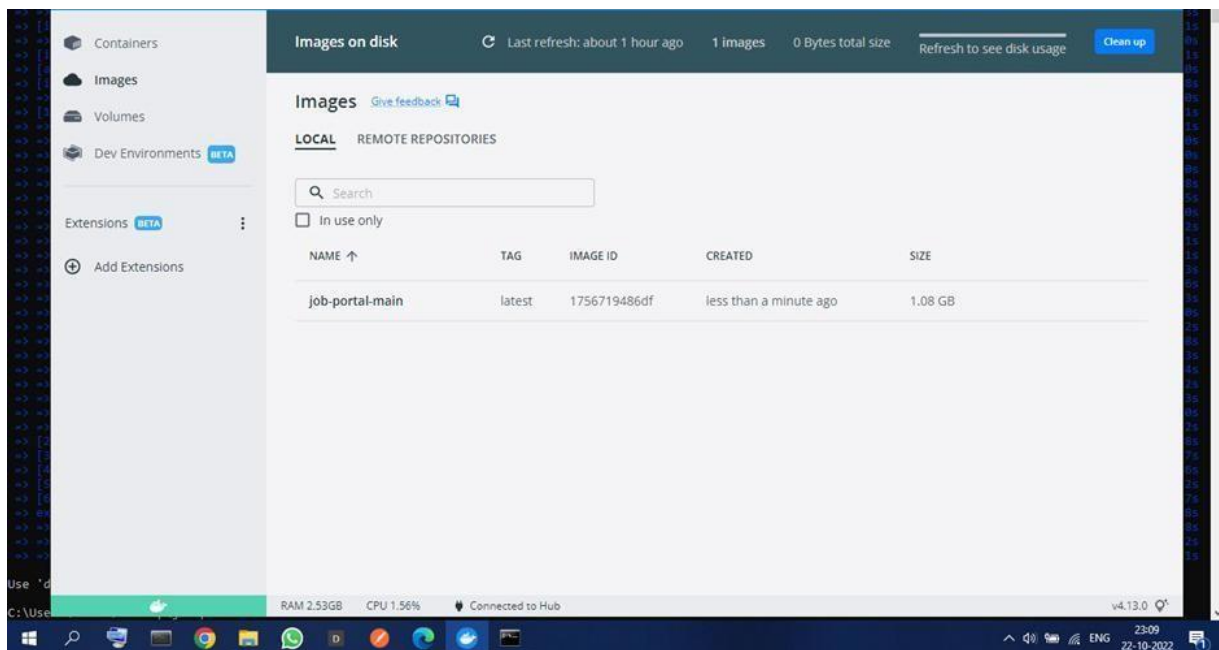 Containers
Images
Volumes
Dev Environments BETA
Extensions BETA
Add Extensions
Images on disk Last refresh: about 1 hour ago 1 images 0 Bytes total size Refresh to see disk usage Clean up
Images Give feedback
LOCAL REMOTE REPOSITORIES
Search
In use only
NAME TAG IMAGE ID CREATED SIZE
job-portal-main latest 1756719486df less than a minute ago 1.08 GB
Use 'd
C:\Use
RAM 2.53GB CPU 1.56% Connected to Hub v4.13.0
ENG 23:09
22-10-2022